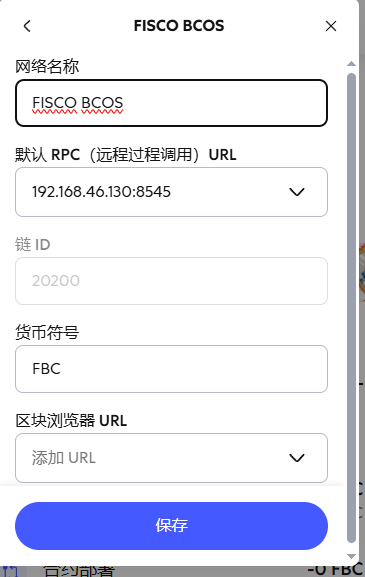 FISCO BCOS
网络名称
FISCO BCOS
默认 RPC（远程过程调用）URL
192.168.46.130:8545
链 ID
20200
货币符号
FBC
区块浏览器 URL
添加 URL
保存
合约部署
-0 FBC